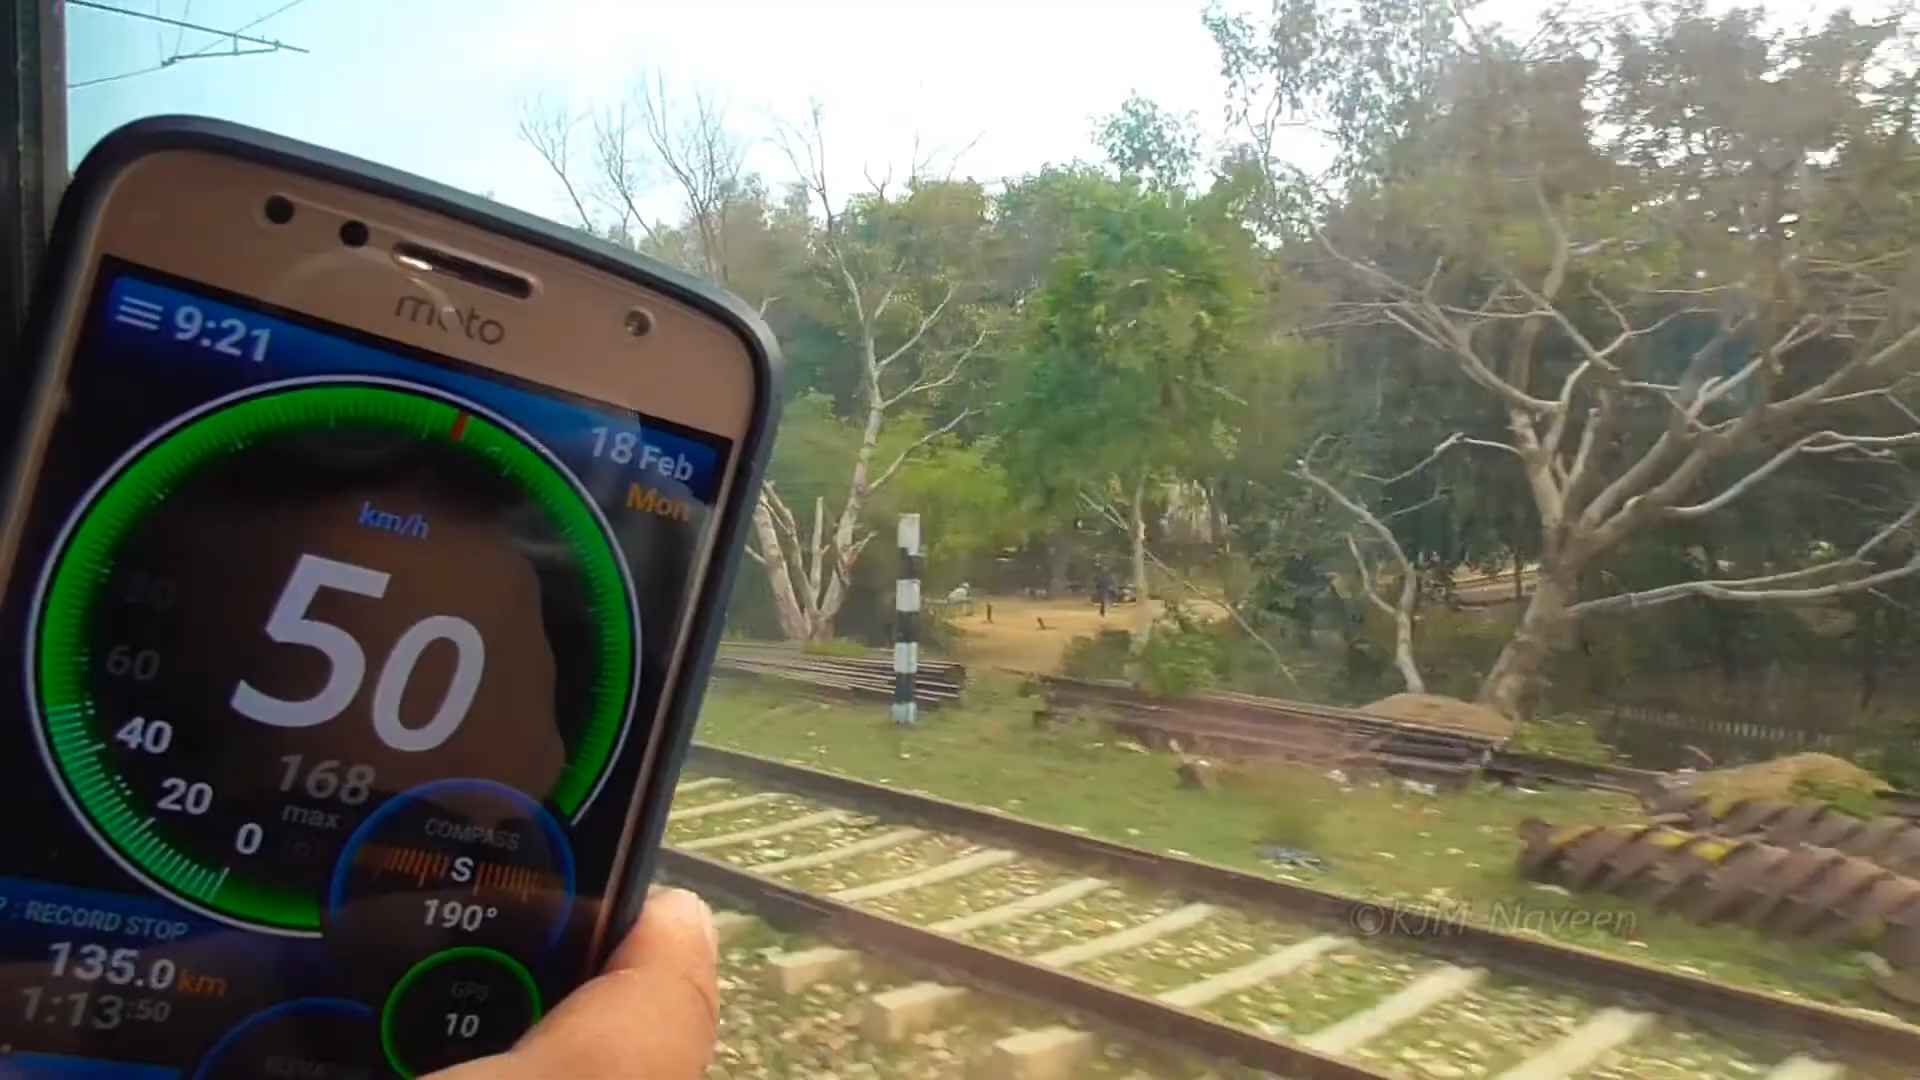 moto
9:21
18 Feb
Mon
km/h
50
60
40
20
0
168
max
COMPASS
S
190°
: RECORD STOP
135.0 km
1:13:50
GPS
10
©KJM-Naveen